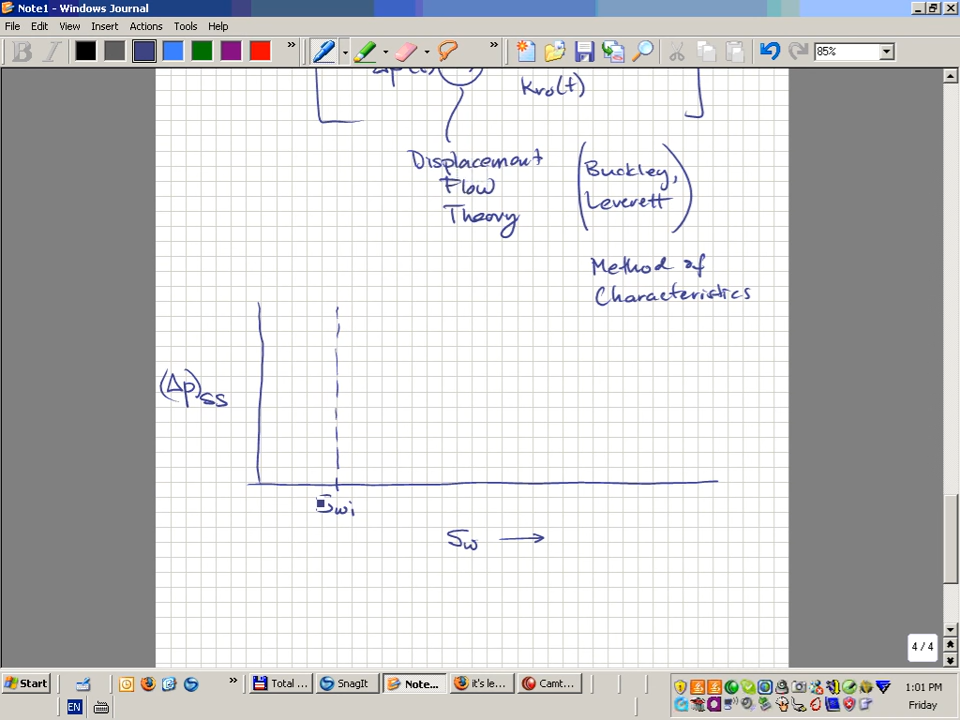 Note1 - Windows Journal
File Edit View Insert Actions Tools Help
B I
85%
Δp(t)
Kro(t)
Displacement
Flow
Theory
(Buckley,
Leverett)
Method of
Characteristics
(Δp)ss
Swi
Sw →
4 / 4
Start
Total ...
SnagIt
Note...
it's le...
Camt...
1:01 PM
EN
Friday